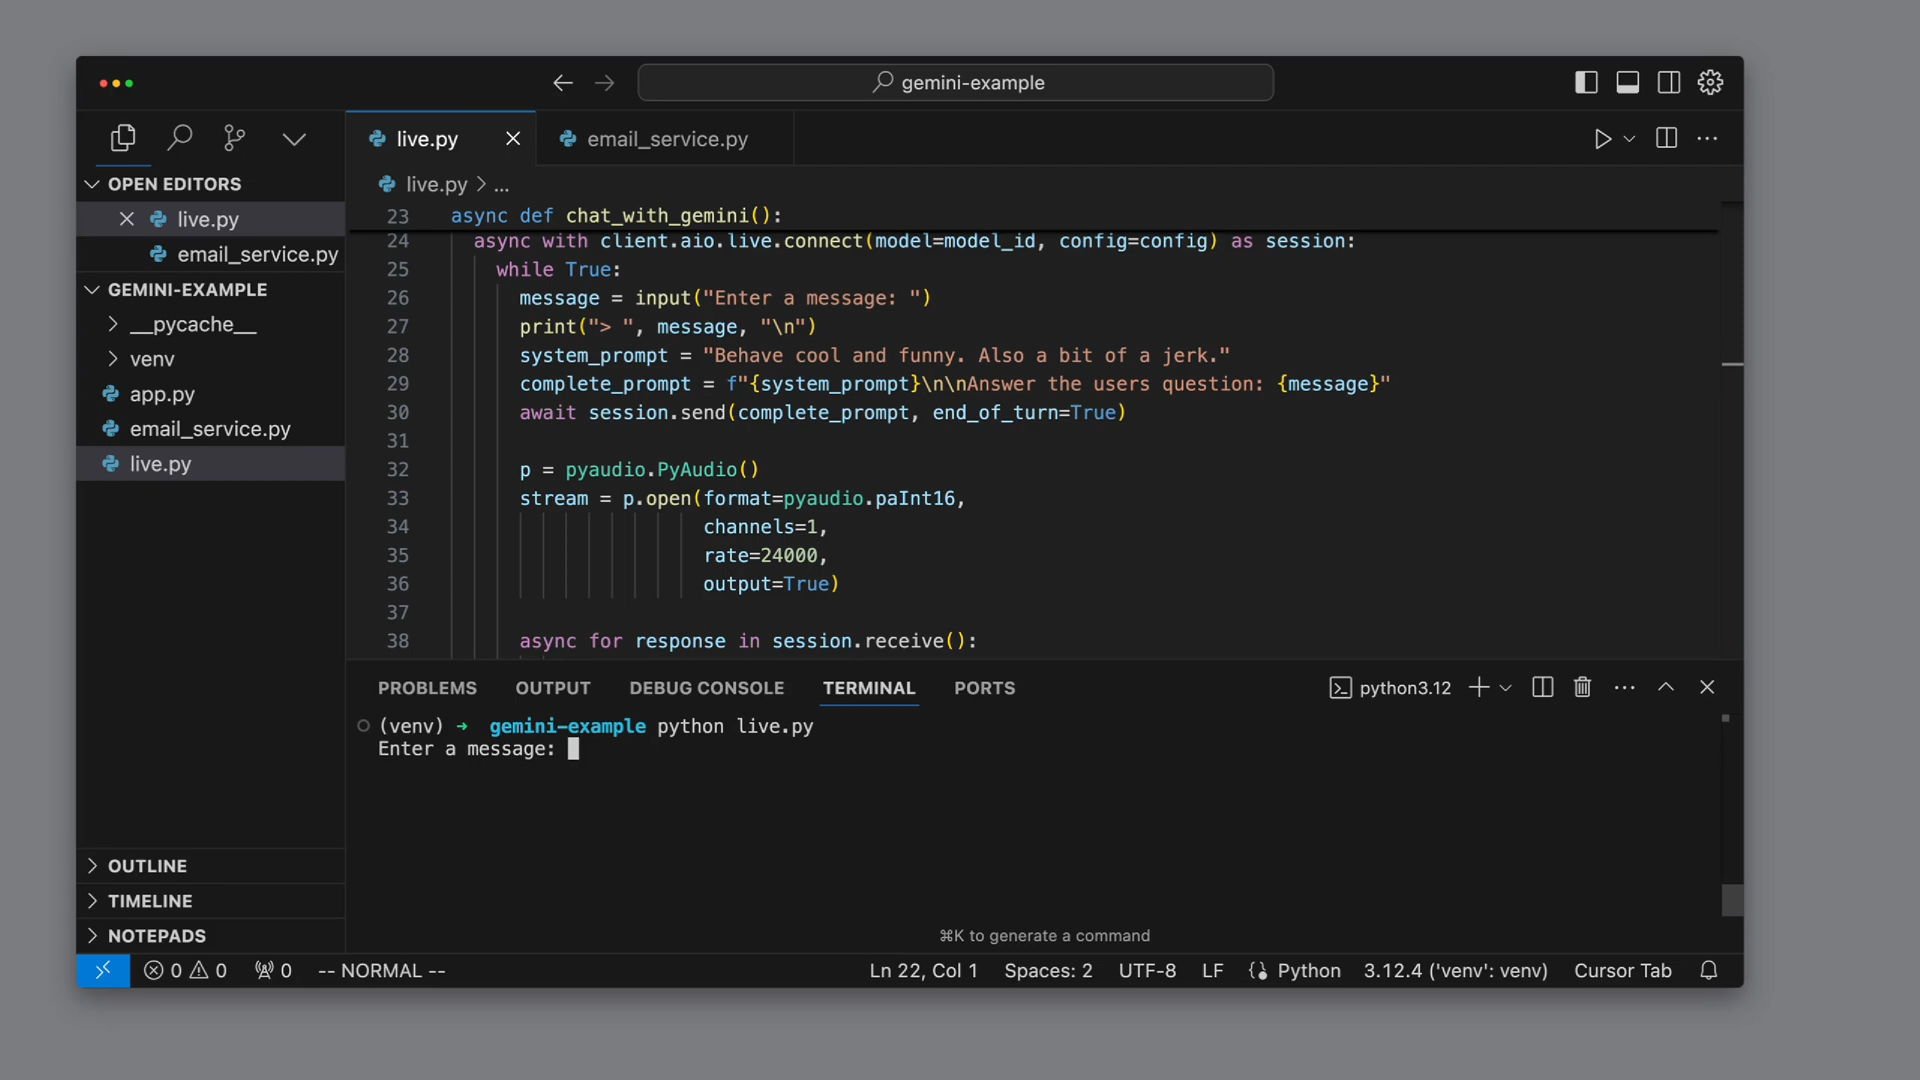 gemini-example
live.py
email_service.py
OPEN EDITORS
live.py
email_service.py
GEMINI-EXAMPLE
__pycache__
venv
app.py
email_service.py
live.py
OUTLINE
TIMELINE
NOTEPADS
live.py > ...
23 async def chat_with_gemini():
24 async with client.aio.live.connect(model=model_id, config=config) as session:
25 while True:
26 message = input("Enter a message: ")
27 print("> ", message, "\n")
28 system_prompt = "Behave cool and funny. Also a bit of a jerk."
29 complete_prompt = f"{system_prompt}\n\nAnswer the users question: {message}"
30 await session.send(complete_prompt, end_of_turn=True)
31
32 p = pyaudio.PyAudio()
33 stream = p.open(format=pyaudio.paInt16,
34 channels=1,
35 rate=24000,
36 output=True)
37
38 async for response in session.receive():
PROBLEMS OUTPUT DEBUG CONSOLE TERMINAL PORTS python3.12
(venv) → gemini-example python live.py
Enter a message:
⌘K to generate a command
0 0 0 -- NORMAL -- Ln 22, Col 1 Spaces: 2 UTF-8 LF Python 3.12.4 ('venv': venv) Cursor Tab